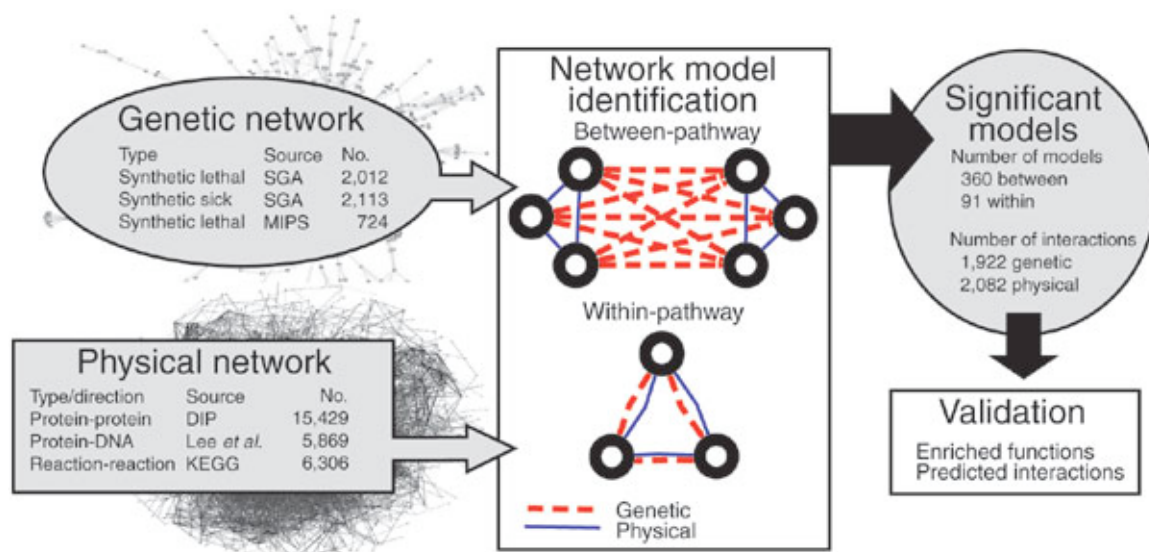 Genetic network
Type Source No.
Synthetic lethal SGA 2,012
Synthetic sick SGA 2,113
Synthetic lethal MIPS 724
Physical network
Type/direction Source No.
Protein-protein DIP 15,429
Protein-DNA Lee et al. 5,869
Reaction-reaction KEGG 6,306
Network model
identification
Between-pathway
Within-pathway
Genetic
Physical
Significant
models
Number of models
360 between
91 within
Number of interactions
1,922 genetic
2,082 physical
Validation
Enriched functions
Predicted interactions